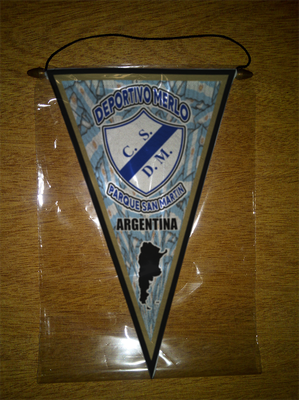 DEPORTIVO MERLO
C. S.
D. M.
PARQUE SAN MARTIN
ARGENTINA